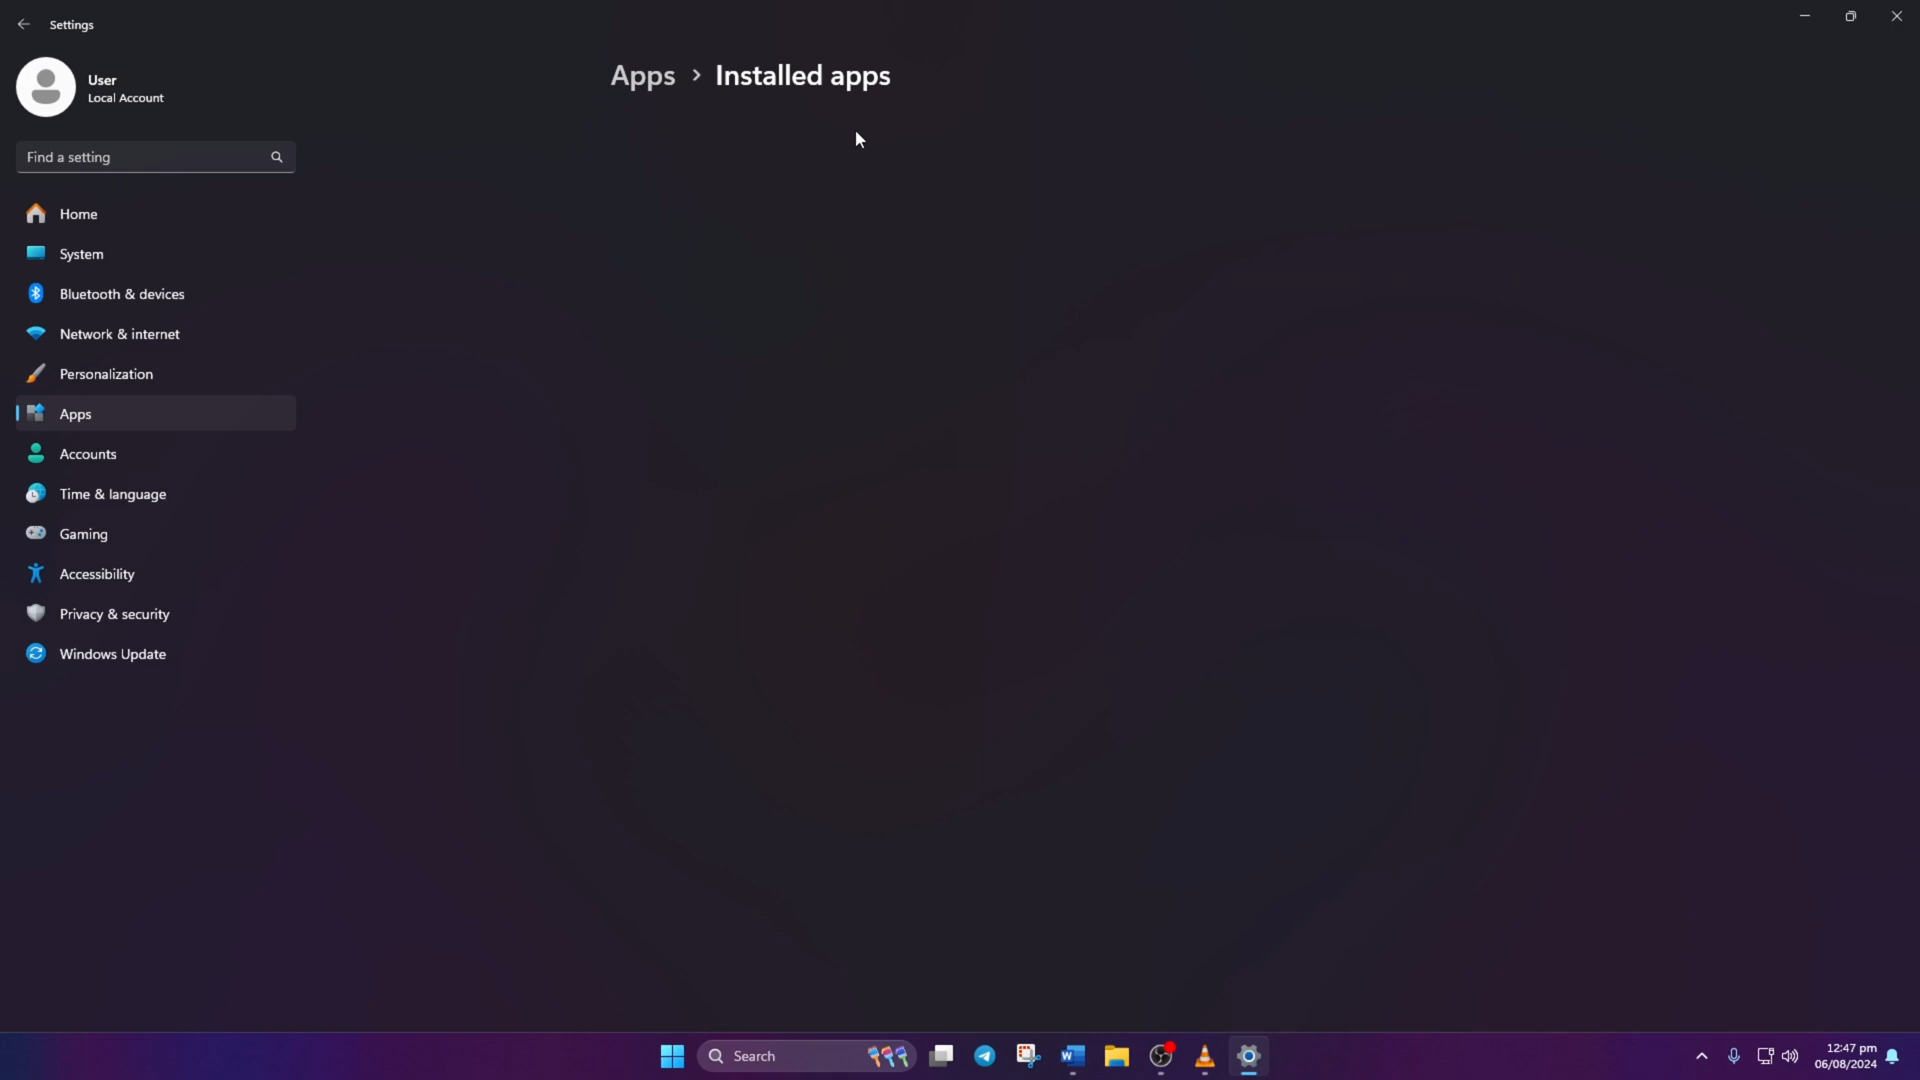 Settings
User
Local Account
Find a setting
Home
System
Bluetooth & devices
Network & internet
Personalization
Apps
Accounts
Time & language
Gaming
Accessibility
Privacy & security
Windows Update
Apps > Installed apps
Search
12:47 pm
06/08/2024